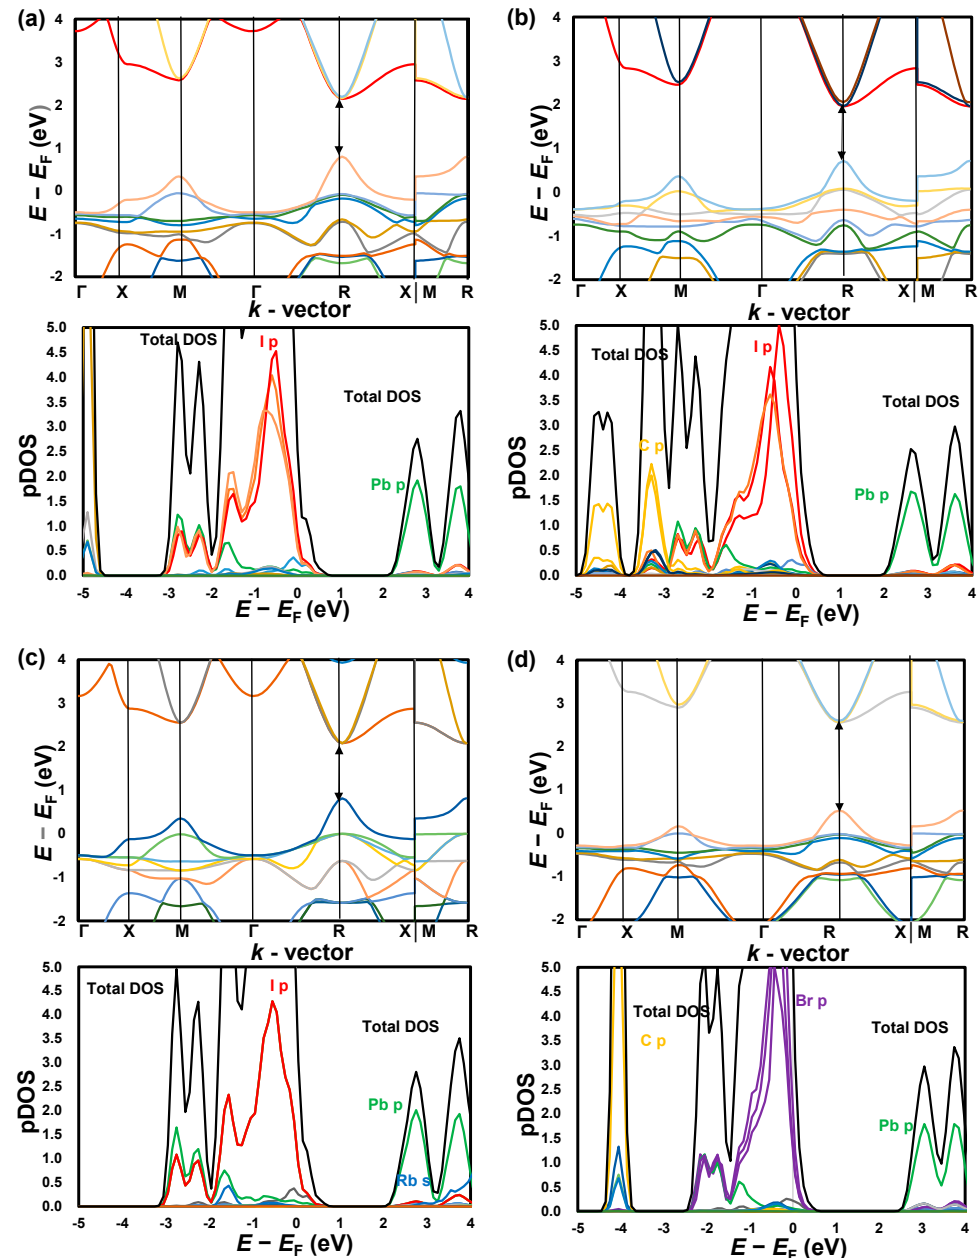 (a)
4
3
2
1
0
-1
-2
E − E_F (eV)
Γ X M Γ R X M R
k - vector
5.0
4.5
4.0
3.5
3.0
2.5
2.0
1.5
1.0
0.5
0.0
pDOS
Total DOS
I p
Total DOS
Pb p
-5 -4 -3 -2 -1 0 1 2 3 4
E − E_F (eV)
(b)
4
3
2
1
0
-1
-2
E − E_F (eV)
Γ X M Γ R X M R
k - vector
5.0
4.5
4.0
3.5
3.0
2.5
2.0
1.5
1.0
0.5
0.0
pDOS
Total DOS
I p
Total DOS
C p
Pb p
-5 -4 -3 -2 -1 0 1 2 3 4
E − E_F (eV)
(c)
4
3
2
1
0
-1
-2
E − E_F (eV)
Γ X M Γ R X M R
k - vector
5.0
4.5
4.0
3.5
3.0
2.5
2.0
1.5
1.0
0.5
0.0
pDOS
Total DOS
I p
Total DOS
Pb p
Rb s
-5 -4 -3 -2 -1 0 1 2 3 4
E − E_F (eV)
(d)
4
3
2
1
0
-1
-2
E − E_F (eV)
Γ X M Γ R X M R
k - vector
5.0
4.5
4.0
3.5
3.0
2.5
2.0
1.5
1.0
0.5
0.0
pDOS
Total DOS
Br p
C p
Total DOS
Pb p
-5 -4 -3 -2 -1 0 1 2 3 4
E − E_F (eV)